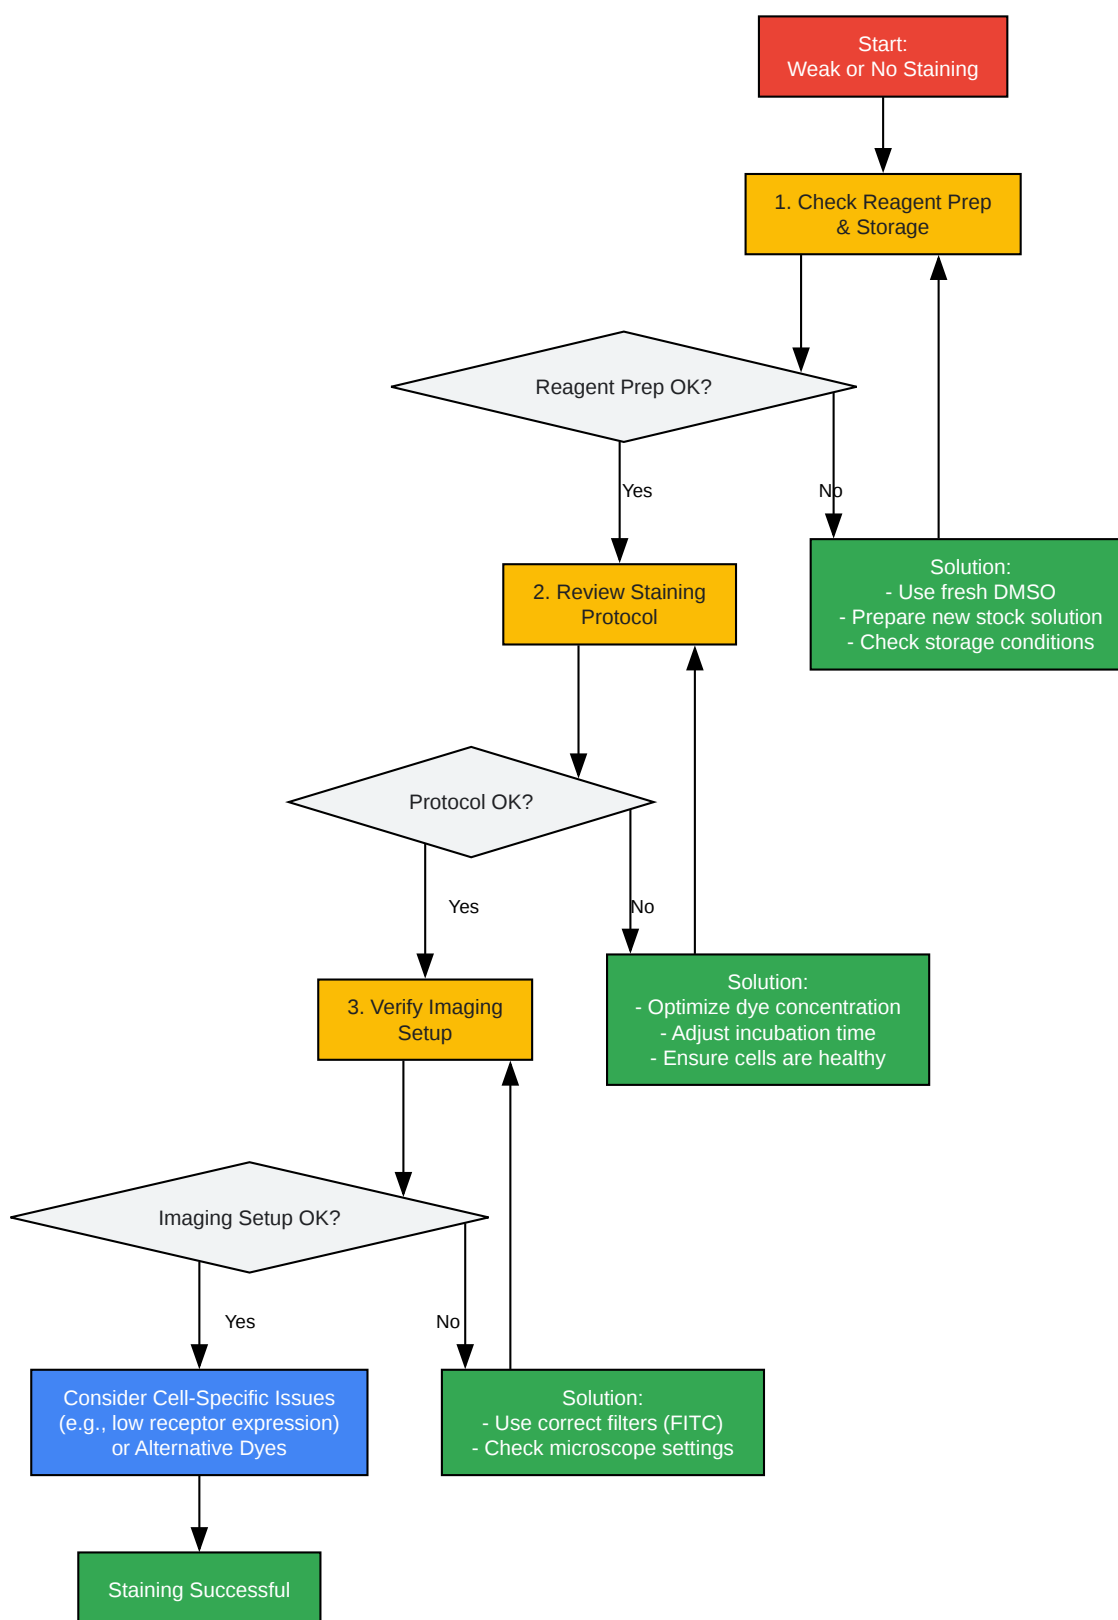 Start:
Weak or No Staining
1. Check Reagent Prep
& Storage
Reagent Prep OK?
Yes
No
Solution:
- Use fresh DMSO
- Prepare new stock solution
- Check storage conditions
2. Review Staining
Protocol
Protocol OK?
Yes
No
Solution:
- Optimize dye concentration
- Adjust incubation time
- Ensure cells are healthy
3. Verify Imaging
Setup
Imaging Setup OK?
Yes
No
Consider Cell-Specific Issues
(e.g., low receptor expression)
or Alternative Dyes
Solution:
- Use correct filters (FITC)
- Check microscope settings
Staining Successful